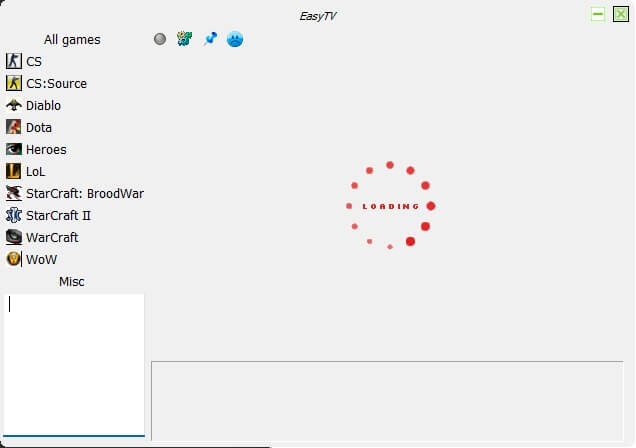 EasyTV
All games
CS
CS:Source
Diablo
Dota
Heroes
LoL
StarCraft: BroodWar
StarCraft II
WarCraft
WoW
Misc
LOADING